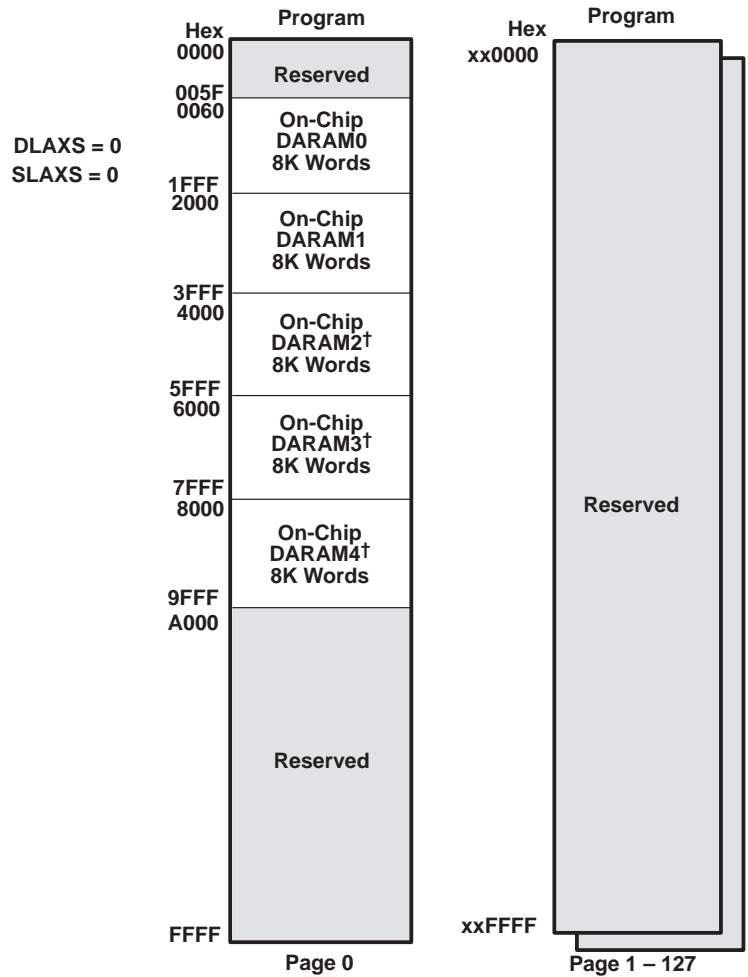 Program
Hex
0000
Reserved
005F
0060
On-Chip
DARAM0
8K Words
DLAXS = 0
SLAXS = 0
1FFF
2000
On-Chip
DARAM1
8K Words
3FFF
4000
On-Chip
DARAM2†
8K Words
5FFF
6000
On-Chip
DARAM3†
8K Words
7FFF
8000
On-Chip
DARAM4†
8K Words
9FFF
A000
Reserved
FFFF
Page 0
Program
Hex
xx0000
Reserved
xxFFFF
Page 1 – 127